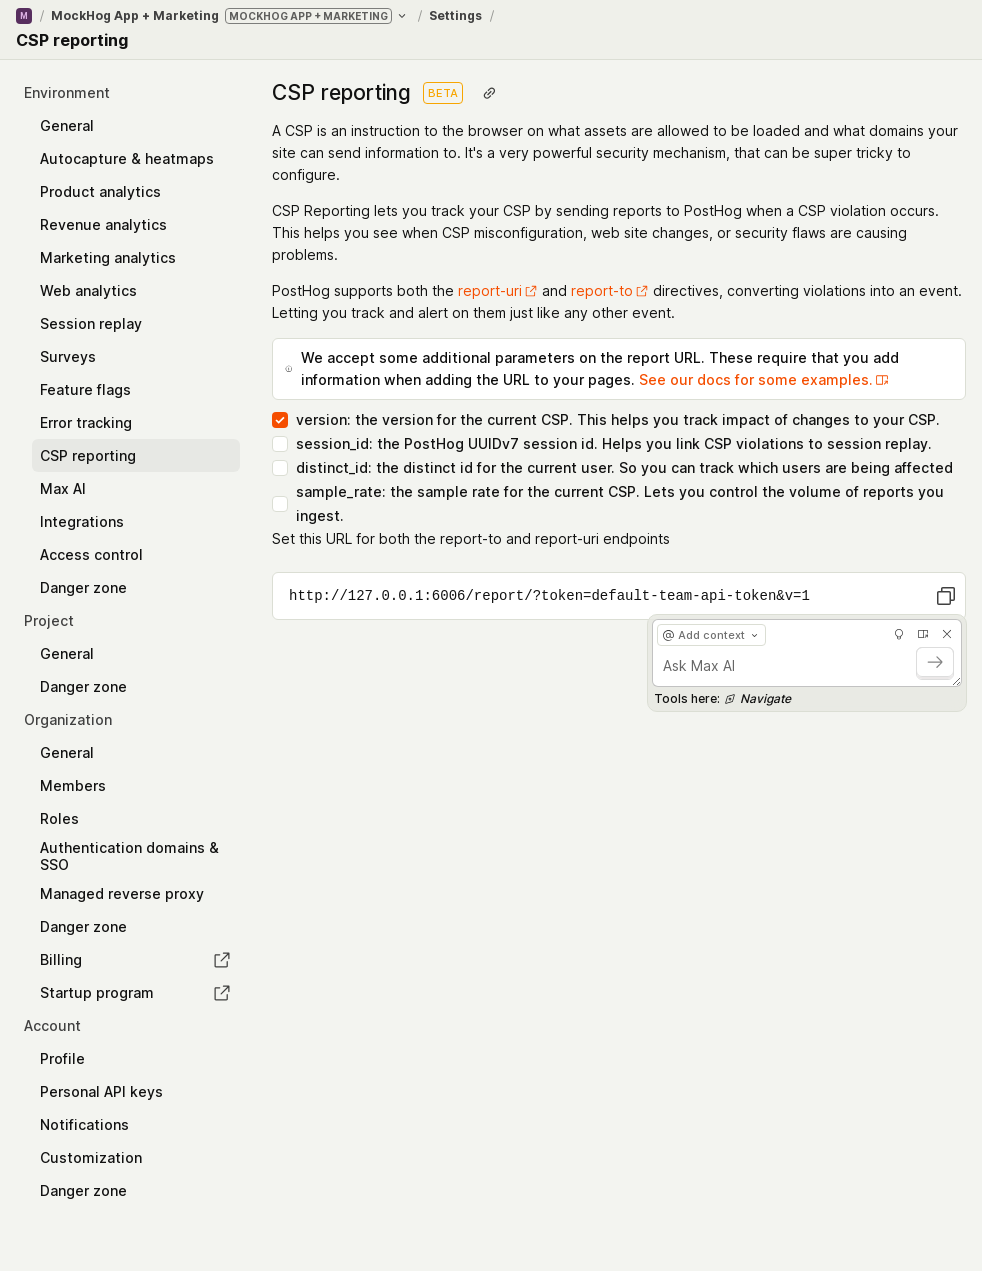 M / MockHog App + Marketing MOCKHOG APP + MARKETING / Settings /
CSP reporting
Environment
General
Autocapture & heatmaps
Product analytics
Revenue analytics
Marketing analytics
Web analytics
Session replay
Surveys
Feature flags
Error tracking
CSP reporting
Max AI
Integrations
Access control
Danger zone
Project
General
Danger zone
Organization
General
Members
Roles
Authentication domains &
SSO
Managed reverse proxy
Danger zone
Billing
Startup program
Account
Profile
Personal API keys
Notifications
Customization
Danger zone
CSP reporting BETA
A CSP is an instruction to the browser on what assets are allowed to be loaded and what domains your
site can send information to. It's a very powerful security mechanism, that can be super tricky to
configure.
CSP Reporting lets you track your CSP by sending reports to PostHog when a CSP violation occurs.
This helps you see when CSP misconfiguration, web site changes, or security flaws are causing
problems.
PostHog supports both the report-uri and report-to directives, converting violations into an event.
Letting you track and alert on them just like any other event.
We accept some additional parameters on the report URL. These require that you add
information when adding the URL to your pages. See our docs for some examples.
version: the version for the current CSP. This helps you track impact of changes to your CSP.
session_id: the PostHog UUIDv7 session id. Helps you link CSP violations to session replay.
distinct_id: the distinct id for the current user. So you can track which users are being affected
sample_rate: the sample rate for the current CSP. Lets you control the volume of reports you
ingest.
Set this URL for both the report-to and report-uri endpoints
http://127.0.0.1:6006/report/?token=default-team-api-token&v=1
@ Add context
Ask Max AI
Tools here: Navigate